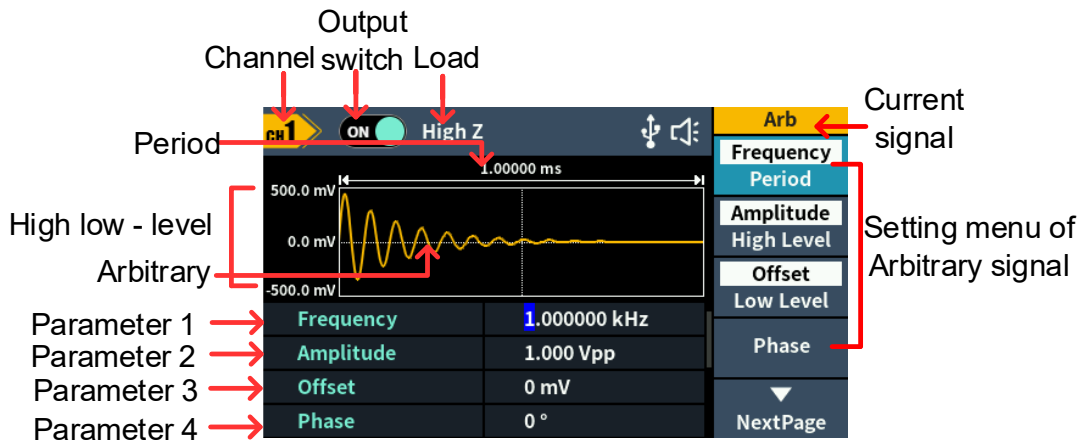 Output
Channel switch Load
Current
signal
CH1 ON High Z
Arb
Period
1.00000 ms
Frequency
Period
500.0 mV
High low - level
0.0 mV
Amplitude
High Level
Setting menu of
Arbitrary signal
Arbitrary
-500.0 mV
Offset
Low Level
Parameter 1
Frequency 1.000000 kHz
Phase
Parameter 2
Amplitude 1.000 Vpp
Parameter 3
Offset 0 mV
Parameter 4
Phase 0 °
NextPage